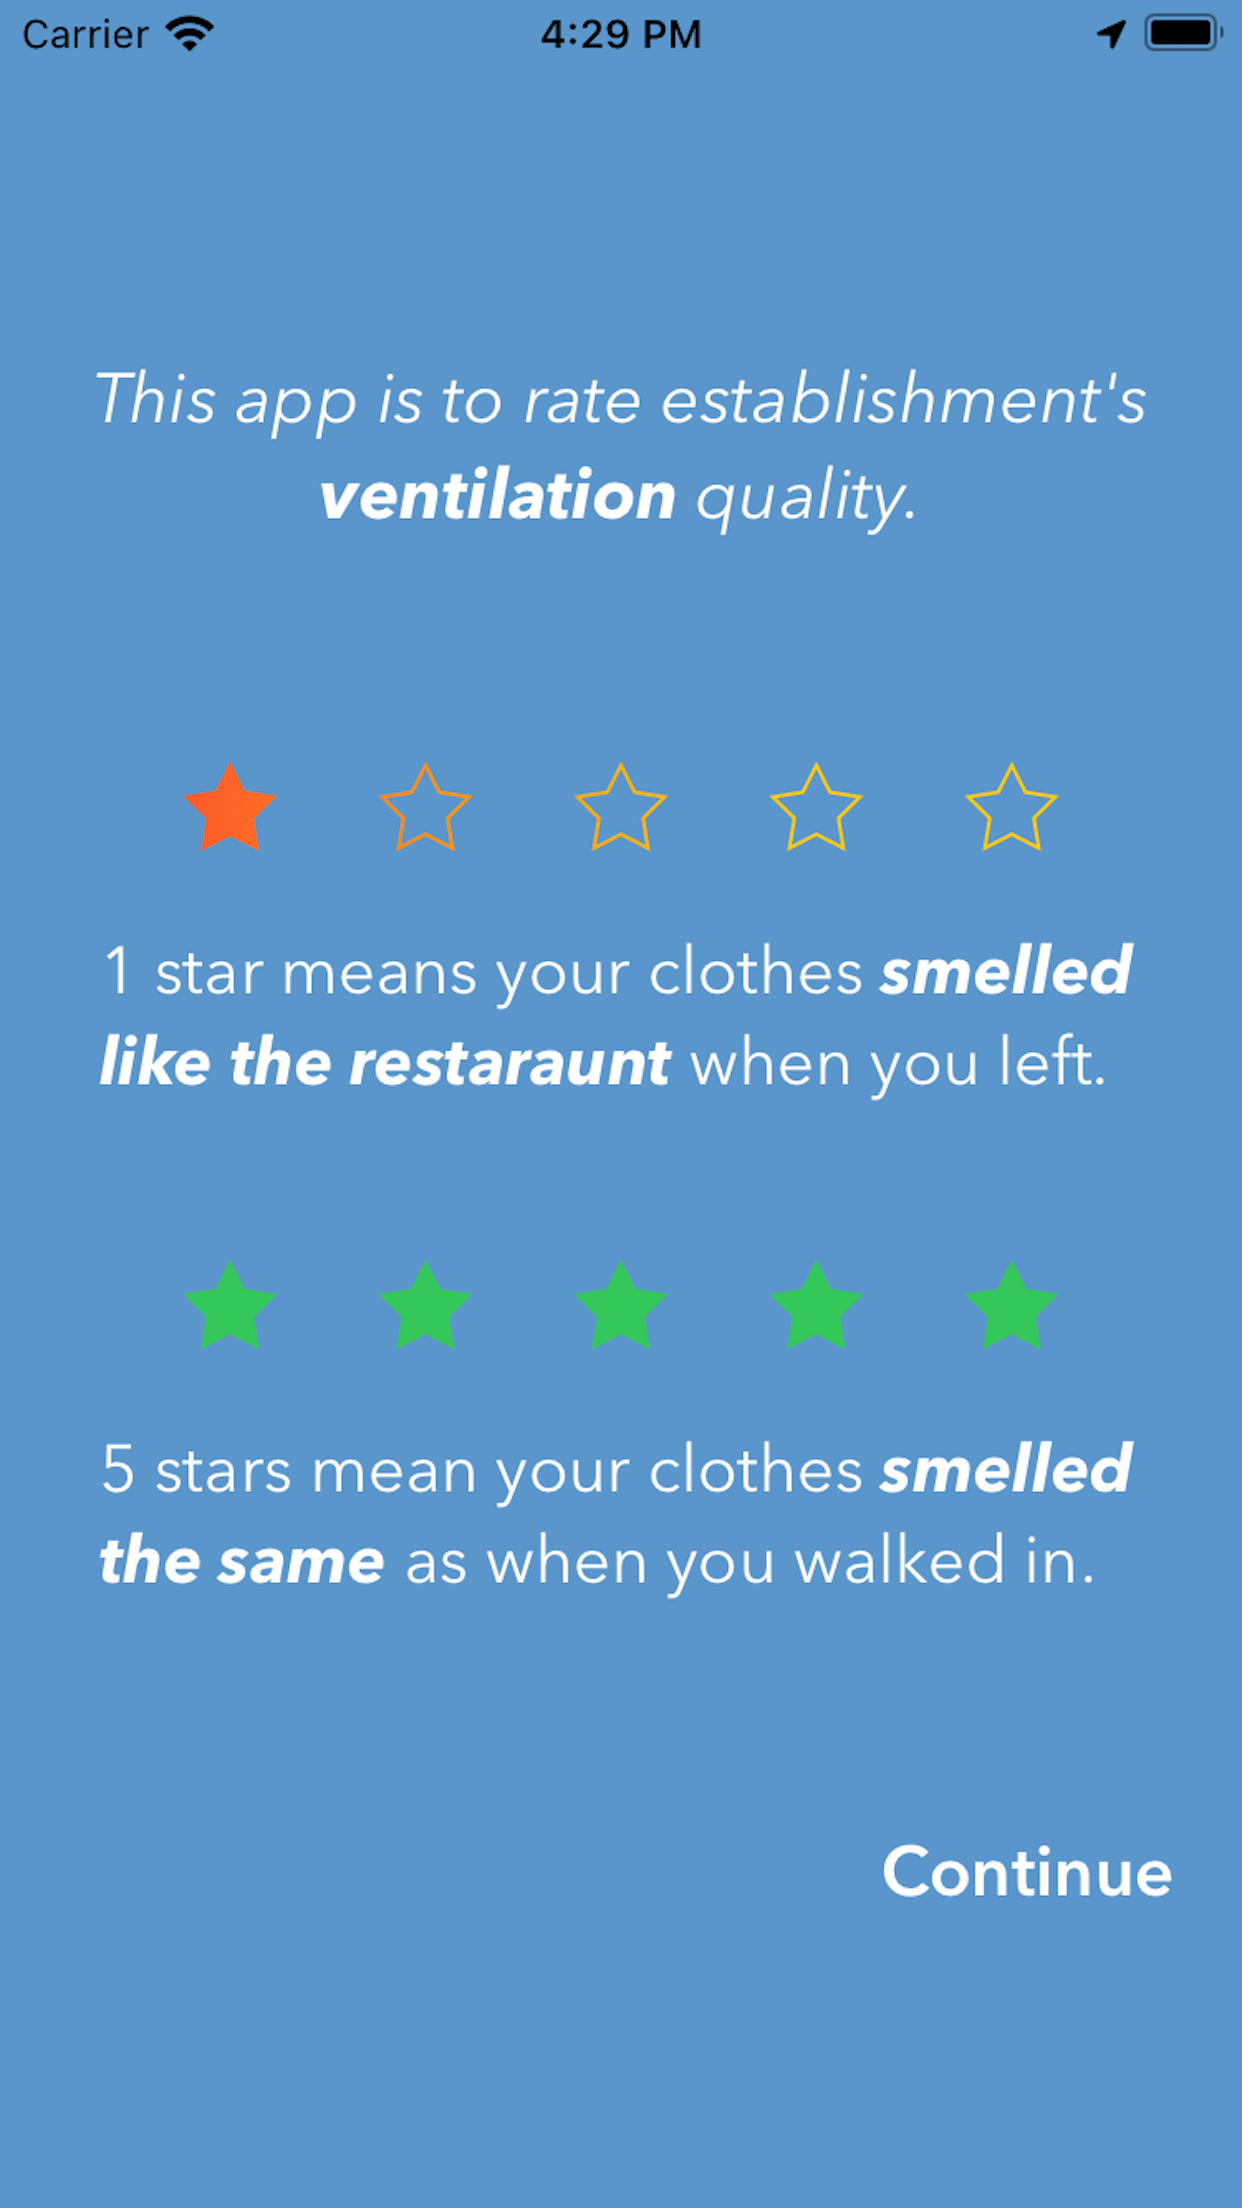 Carrier
4:29 PM
This app is to rate establishment's
ventilation quality.
1 star means your clothes smelled
like the restaraunt when you left.
5 stars mean your clothes smelled
the same as when you walked in.
Continue